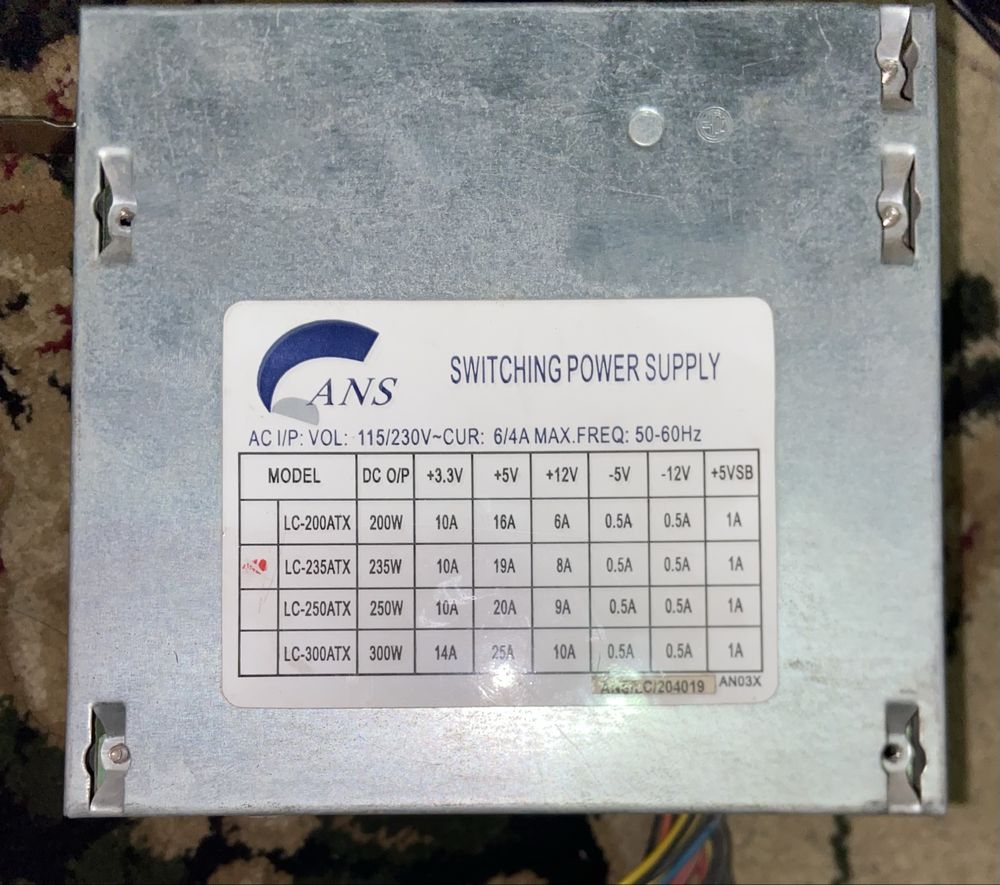 ANS
SWITCHING POWER SUPPLY
AC I/P: VOL: 115/230V~CUR: 6/4A MAX.FREQ: 50-60Hz
MODEL DC O/P +3.3V +5V +12V -5V -12V +5VSB
LC-200ATX 200W 10A 16A 6A 0.5A 0.5A 1A
LC-235ATX 235W 10A 19A 8A 0.5A 0.5A 1A
LC-250ATX 250W 10A 20A 9A 0.5A 0.5A 1A
LC-300ATX 300W 14A 25A 10A 0.5A 0.5A 1A
AN03X